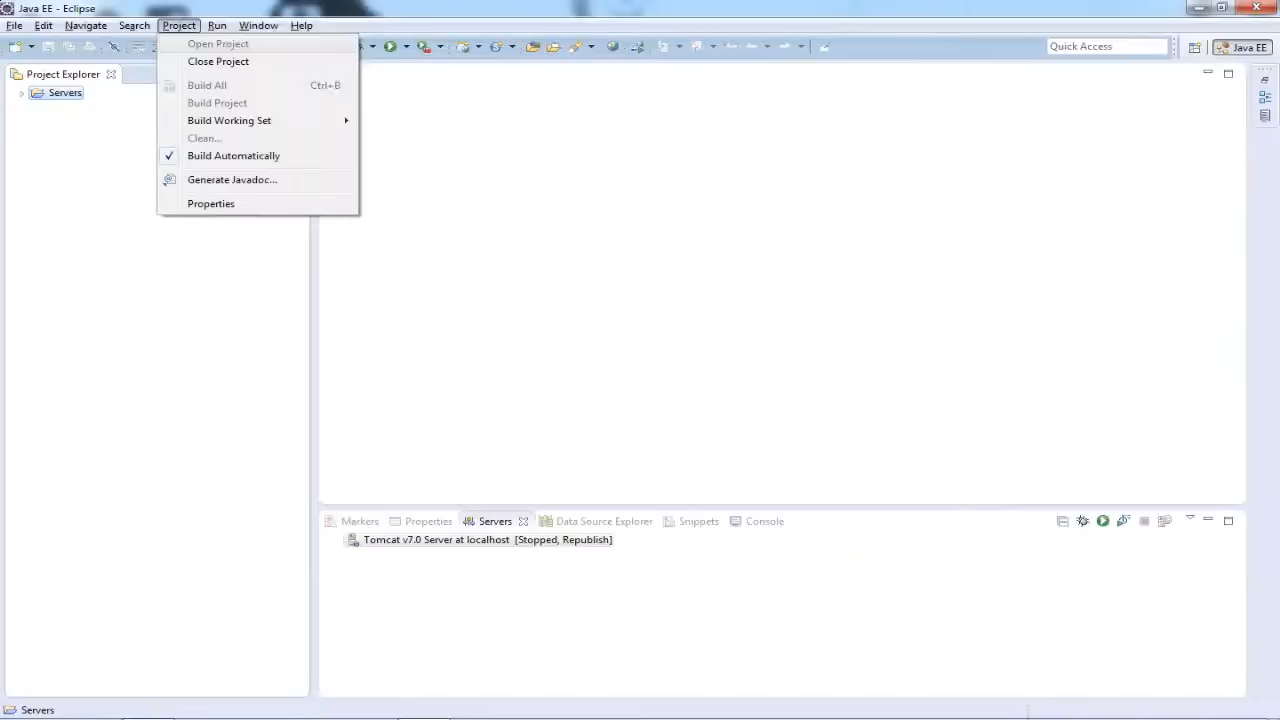 Java EE - Eclipse
File Edit Navigate Search Project Run Window Help
Open Project
Close Project
Build All Ctrl+B
Build Project
Build Working Set
Clean...
Build Automatically
Generate Javadoc...
Properties
Quick Access
Java EE
Project Explorer
Servers
Markers Properties Servers Data Source Explorer Snippets Console
Tomcat v7.0 Server at localhost [Stopped, Republish]
Servers